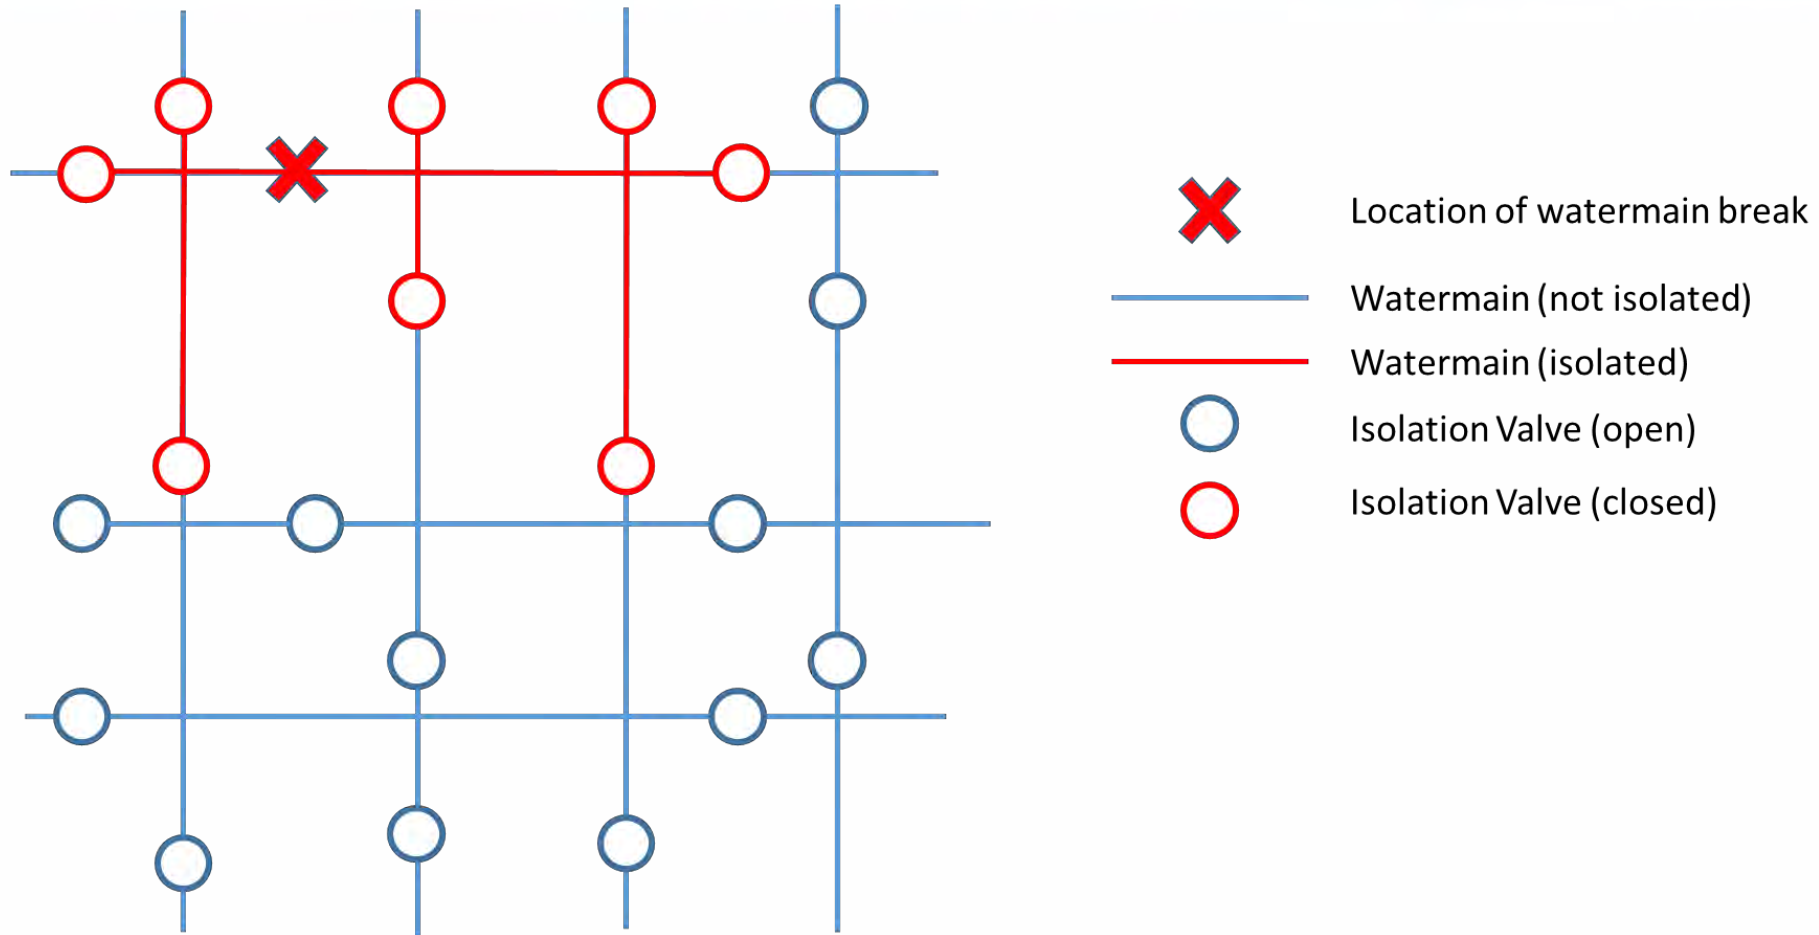 Location of watermain break
Watermain (not isolated)
Watermain (isolated)
Isolation Valve (open)
Isolation Valve (closed)